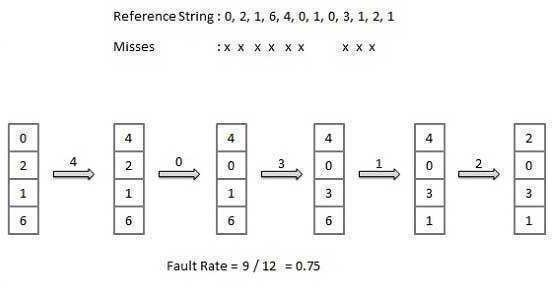 Reference String : 0, 2, 1, 6, 4, 0, 1, 0, 3, 1, 2, 1
Misses : x x x x x x x x x
4 0 3 1 2
0 4 4 4 4 2
2 2 0 0 0 0
1 1 1 3 3 3
6 6 6 6 1 1
Fault Rate = 9 / 12 = 0.75